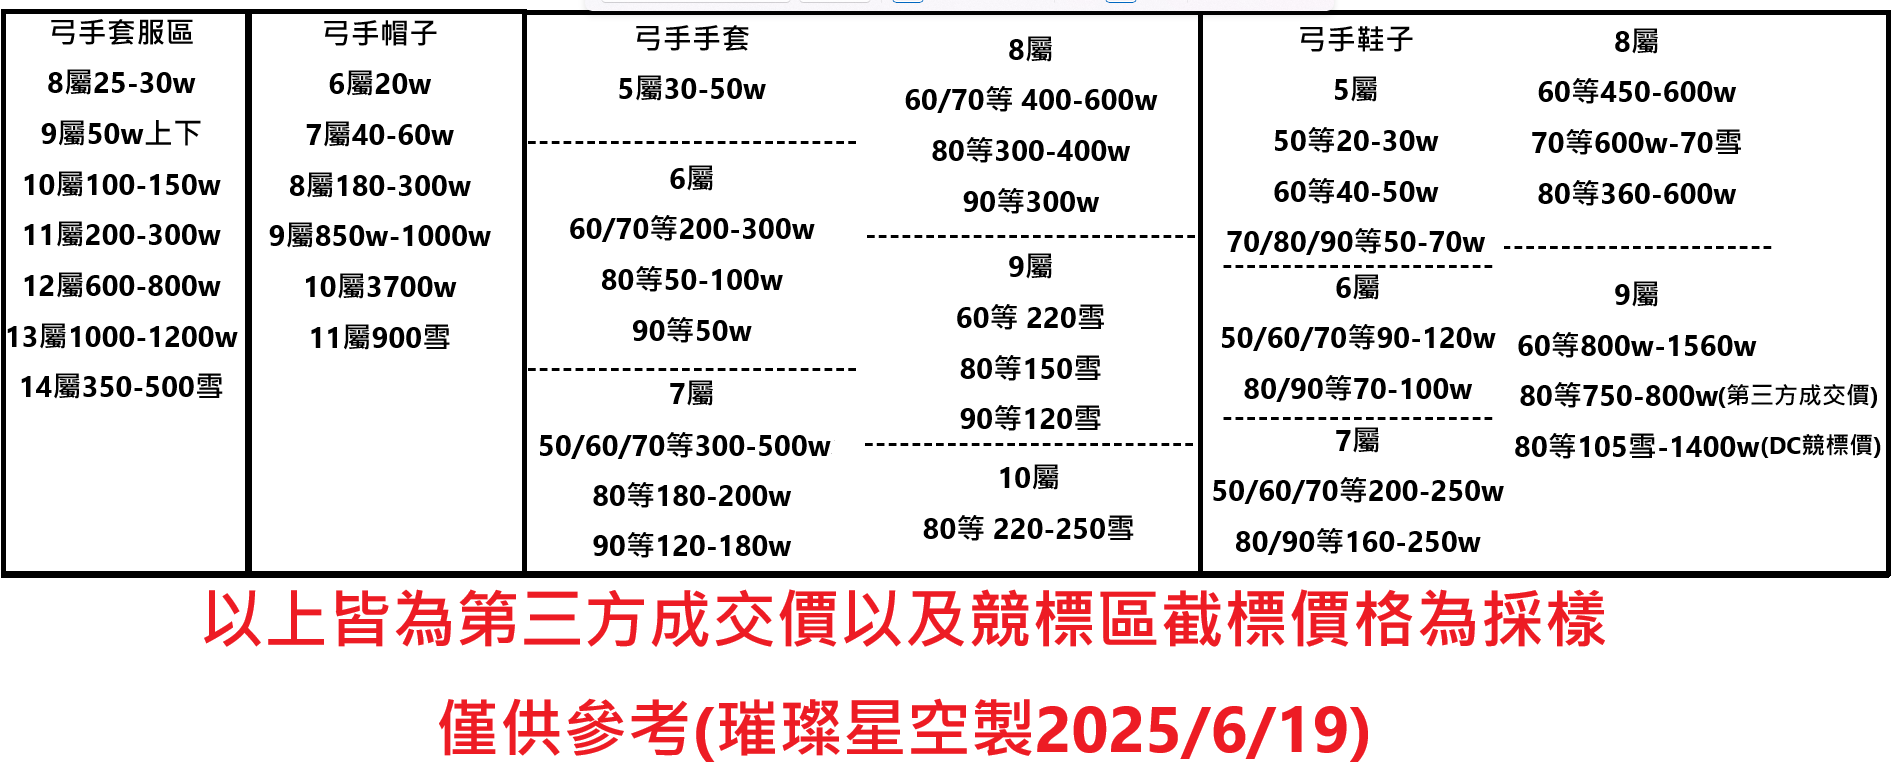 弓手套服區
8屬25-30w
9屬50w上下
10屬100-150w
11屬200-300w
12屬600-800w
13屬1000-1200w
14屬350-500雪
弓手帽子
6屬20w
7屬40-60w
8屬180-300w
9屬850w-1000w
10屬3700w
11屬900雪
弓手手套
5屬30-50w
6屬
60/70等200-300w
80等50-100w
90等50w
7屬
50/60/70等300-500w
80等180-200w
90等120-180w
8屬
60/70等 400-600w
80等300-400w
90等300w
9屬
60等 220雪
80等150雪
90等120雪
10屬
80等 220-250雪
弓手鞋子
5屬
50等20-30w
60等40-50w
70/80/90等50-70w
6屬
50/60/70等90-120w
80/90等70-100w
7屬
50/60/70等200-250w
80/90等160-250w
8屬
60等450-600w
70等600w-70雪
80等360-600w
9屬
60等800w-1560w
80等750-800w(第三方成交價)
80等105雪-1400w(DC競標價)
以上皆為第三方成交價以及競標區截標價格為採樣
僅供參考(璀璨星空製2025/6/19)